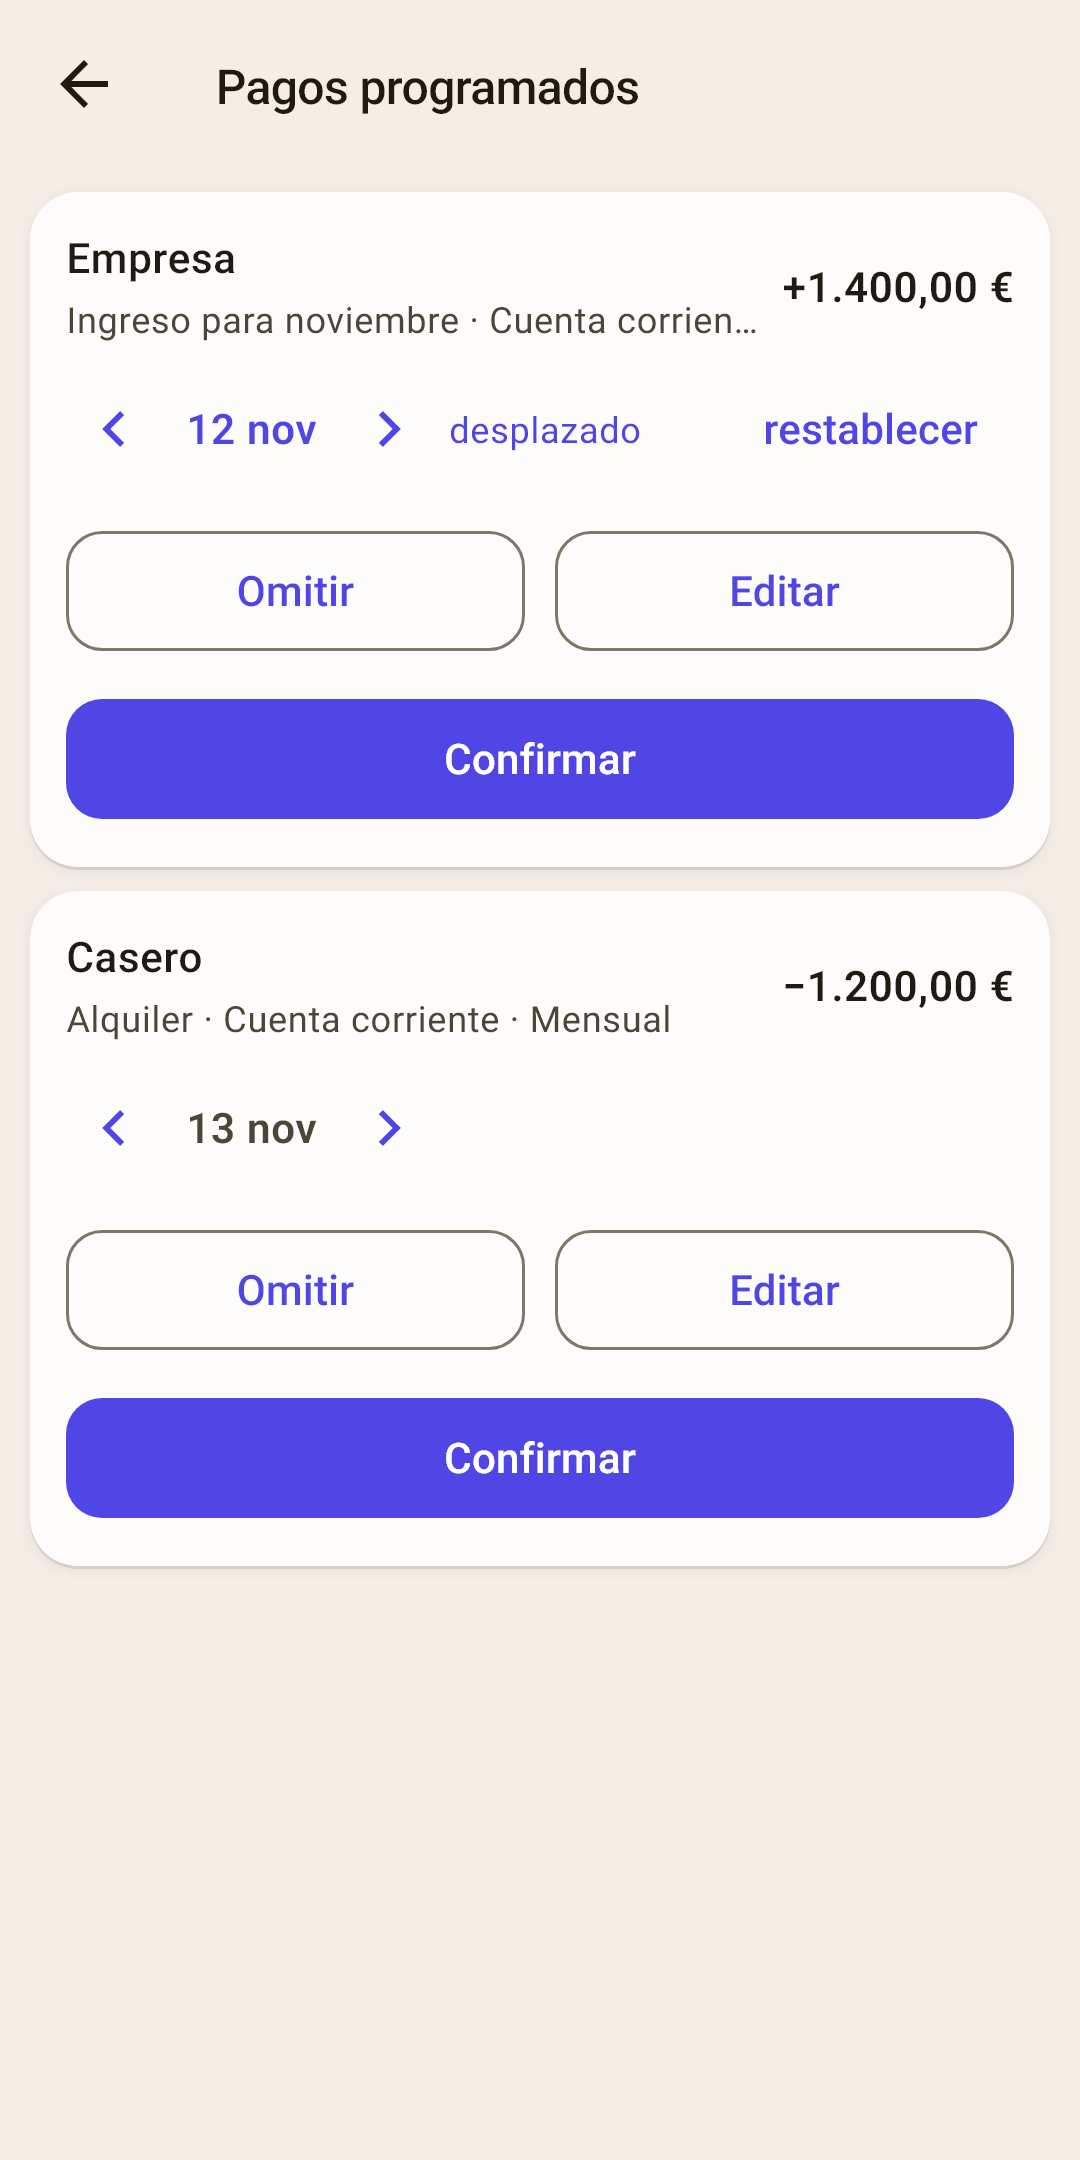 Pagos programados
Empresa
+1.400,00 €
Ingreso para noviembre · Cuenta corrien…
12 nov desplazado restablecer
Omitir Editar
Confirmar
Casero
−1.200,00 €
Alquiler · Cuenta corriente · Mensual
13 nov
Omitir Editar
Confirmar